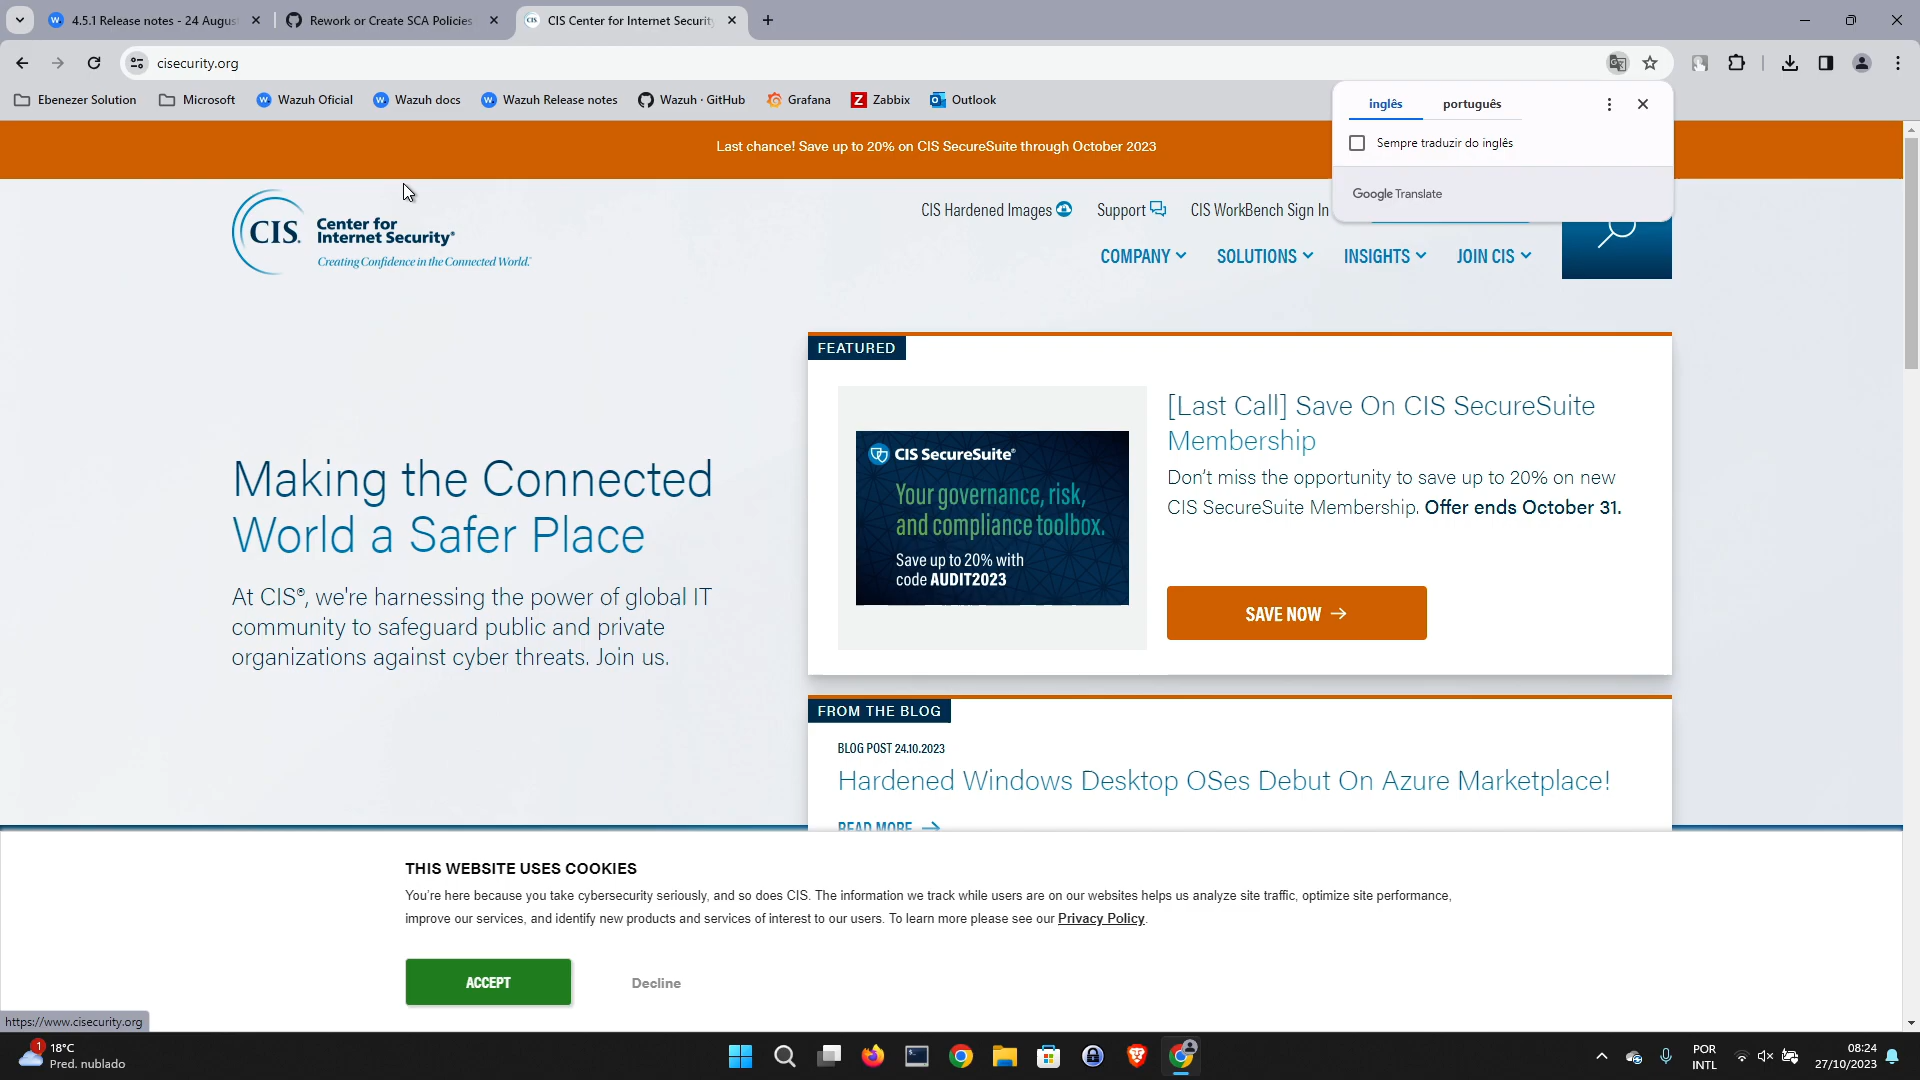 4.5.1 Release notes - 24 Augus
Rework or Create SCA Policies
CIS Center for Internet Securit
cisecurity.org
Ebenezer Solution
Microsoft
Wazuh Oficial
Wazuh docs
Wazuh Release notes
Wazuh · GitHub
Grafana
Zabbix
Outlook
inglês
português
Sempre traduzir do inglês
Google Translate
Last chance! Save up to 20% on CIS SecureSuite through October 2023
CIS. Center for
Internet Security®
Creating Confidence in the Connected World.™
CIS Hardened Images
Support
CIS WorkBench Sign In
COMPANY
SOLUTIONS
INSIGHTS
JOIN CIS
Making the Connected
World a Safer Place
At CIS®, we're harnessing the power of global IT
community to safeguard public and private
organizations against cyber threats. Join us.
FEATURED
CIS SecureSuite®
Your governance, risk,
and compliance toolbox.
Save up to 20% with
code AUDIT2023
[Last Call] Save On CIS SecureSuite
Membership
Don't miss the opportunity to save up to 20% on new
CIS SecureSuite Membership. Offer ends October 31.
SAVE NOW →
FROM THE BLOG
BLOG POST 24.10.2023
Hardened Windows Desktop OSes Debut On Azure Marketplace!
READ MORE →
THIS WEBSITE USES COOKIES
You're here because you take cybersecurity seriously, and so does CIS. The information we track while users are on our websites helps us analyze site traffic, optimize site performance,
improve our services, and identify new products and services of interest to our users. To learn more please see our Privacy Policy.
ACCEPT
Decline
https://www.cisecurity.org
1
18°C
Pred. nublado
POR
INTL
08:24
27/10/2023